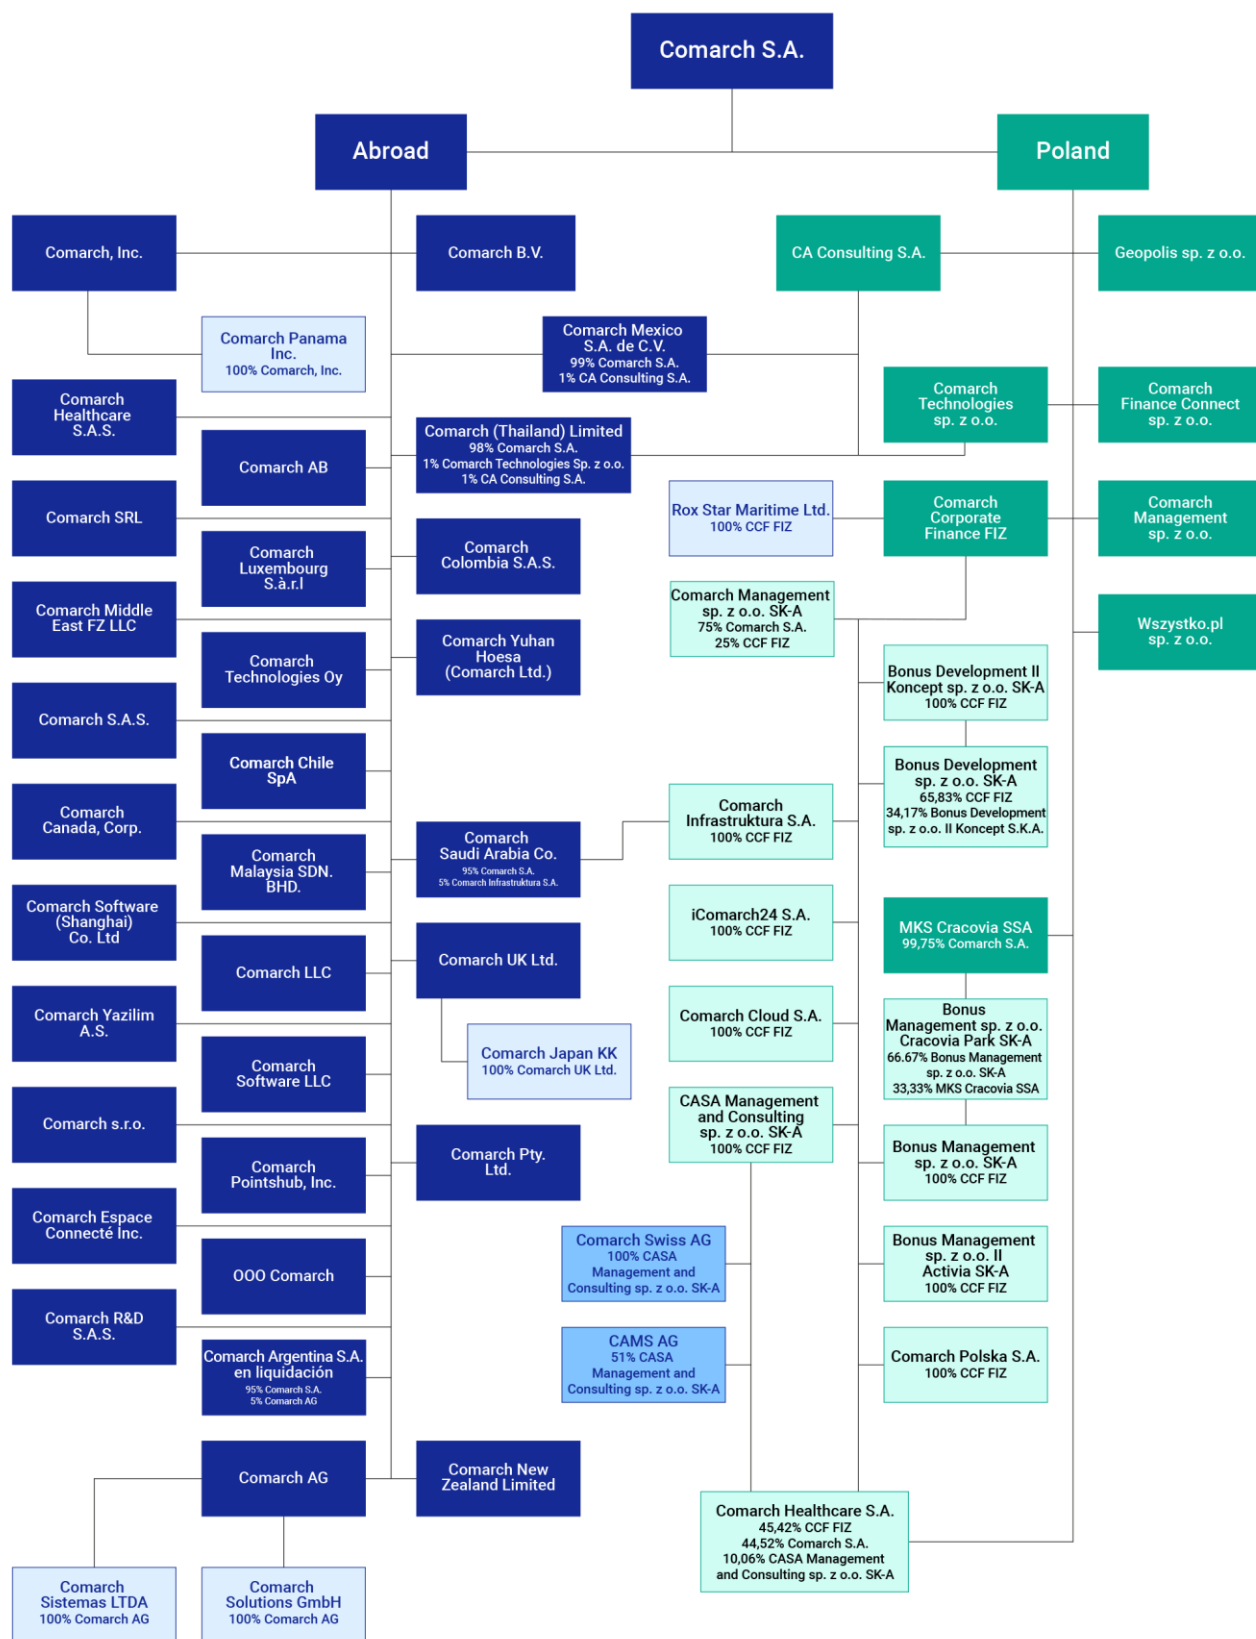 Comarch S.A.
Abroad
Poland
Comarch, Inc.
Comarch B.V.
CA Consulting S.A.
Geopolis sp. z o.o.
Comarch Panama
Inc.
100% Comarch, Inc.
Comarch Mexico
S.A. de C.V.
99% Comarch S.A.
1% CA Consulting S.A.
Comarch
Healthcare
S.A.S.
Comarch
Technologies
sp. z o.o.
Comarch
Finance Connect
sp. z o.o.
Comarch AB
Comarch (Thailand) Limited
98% Comarch S.A.
1% Comarch Technologies Sp. z o.o.
1% CA Consulting S.A.
Comarch SRL
Rox Star Maritime Ltd.
100% CCF FIZ
Comarch
Corporate
Finance FIZ
Comarch
Management
sp. z o.o.
Comarch
Luxembourg
S.à.r.l
Comarch
Colombia S.A.S.
Comarch Middle
East FZ LLC
Comarch Management
sp. z o.o. SK-A
75% Comarch S.A.
25% CCF FIZ
Wszystko.pl
sp. z o.o.
Comarch
Technologies Oy
Comarch Yuhan
Hoesa
(Comarch Ltd.)
Bonus Development II
Koncept sp. z o.o. SK-A
100% CCF FIZ
Comarch S.A.S.
Comarch Chile
SpA
Bonus Development
sp. z o.o. SK-A
65,83% CCF FIZ
34,17% Bonus Development
sp. z o.o. II Koncept S.K.A.
Comarch
Canada, Corp.
Comarch
Infrastruktura S.A.
100% CCF FIZ
Comarch
Malaysia SDN.
BHD.
Comarch
Saudi Arabia Co.
95% Comarch S.A.
5% Comarch Infrastruktura S.A.
Comarch Software
(Shanghai)
Co. Ltd
iComarch24 S.A.
100% CCF FIZ
MKS Cracovia SSA
99,75% Comarch S.A.
Comarch LLC
Comarch UK Ltd.
Comarch Yazilim
A.S.
Comarch Cloud S.A.
100% CCF FIZ
Bonus
Management sp. z o.o.
Cracovia Park SK-A
66.67% Bonus Management
sp. z o.o. SK-A
33,33% MKS Cracovia SSA
Comarch
Software LLC
Comarch Japan KK
100% Comarch UK Ltd.
Comarch s.r.o.
CASA Management
and Consulting
sp. z o.o. SK-A
100% CCF FIZ
Comarch
Pointshub, Inc.
Comarch Pty.
Ltd.
Bonus Management
sp. z o.o. SK-A
100% CCF FIZ
Comarch Espace
Connecté Inc.
OOO Comarch
Comarch Swiss AG
100% CASA
Management and
Consulting sp. z o.o. SK-A
Bonus Management
sp. z o.o. II
Activia SK-A
100% CCF FIZ
Comarch R&D
S.A.S.
Comarch Argentina S.A.
en liquidación
95% Comarch S.A.
5% Comarch AG
CAMS AG
51% CASA
Management and
Consulting sp. z o.o. SK-A
Comarch Polska S.A.
100% CCF FIZ
Comarch AG
Comarch New
Zealand Limited
Comarch Healthcare S.A.
45,42% CCF FIZ
44,52% Comarch S.A.
10,06% CASA Management
and Consulting sp. z o.o. SK-A
Comarch
Sistemas LTDA
100% Comarch AG
Comarch
Solutions GmbH
100% Comarch AG